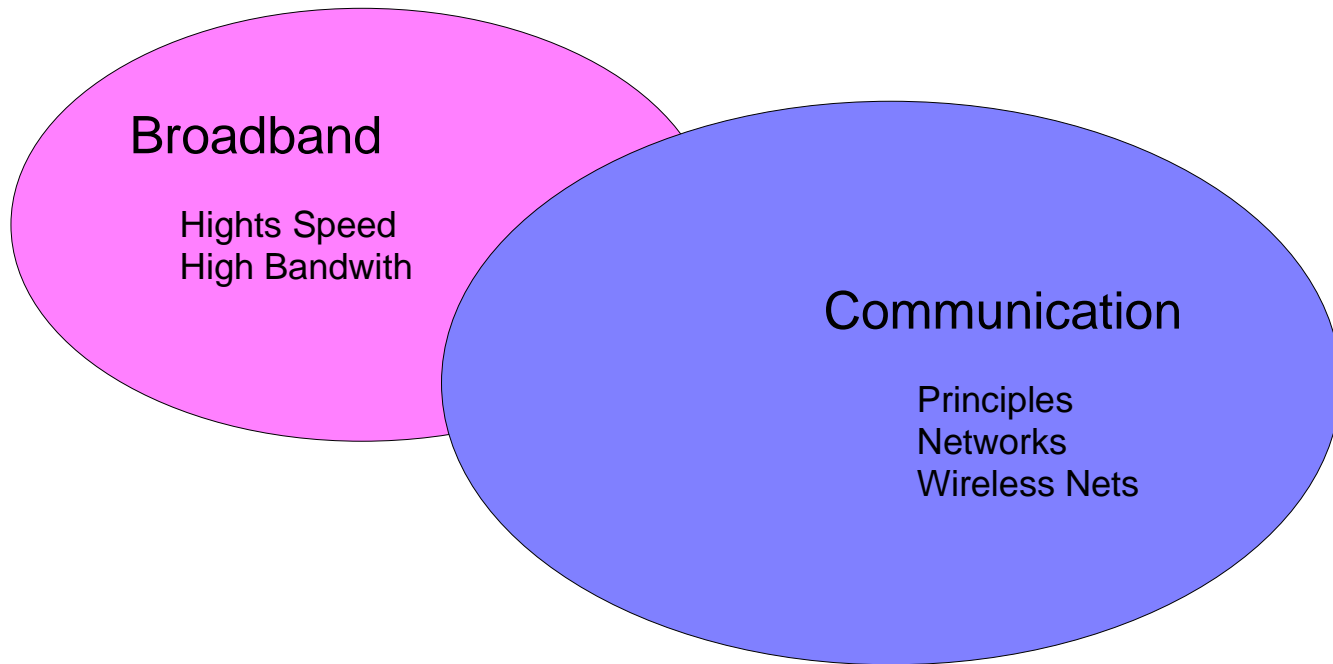 Broadband
Hights Speed
High Bandwith
Communication
Principles
Networks
Wireless Nets